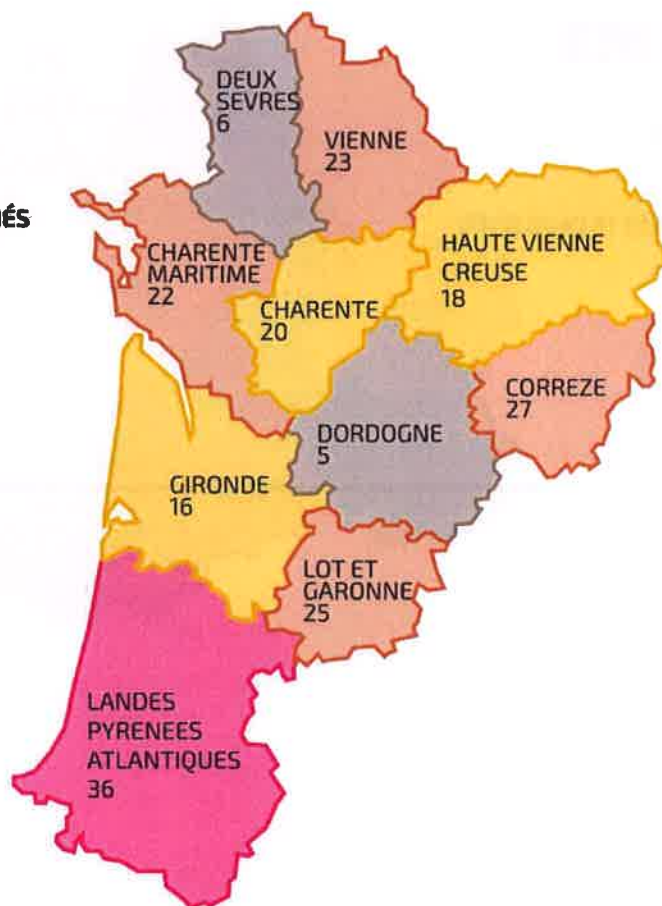 DEUX
SEVRES
6
VIENNE
23
ÉS
CHARENTE
MARITIME
22
HAUTE VIENNE
CREUSE
18
CHARENTE
20
CORREZE
27
DORDOGNE
5
GIRONDE
16
LOT ET
GARONNE
25
LANDES
PYRENEES
ATLANTIQUES
36